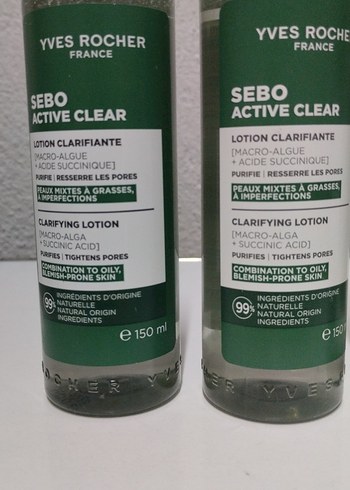 YVES ROCHER
FRANCE
SEBO
ACTIVE CLEAR
LOTION CLARIFIANTE
[MACRO-ALGUE
+ ACIDE SUCCINIQUE]
PURIFIE | RESSERRE LES PORES
PEAUX MIXTES À GRASSES,
À IMPERFECTIONS
CLARIFYING LOTION
[MACRO-ALGA
+ SUCCINIC ACID]
PURIFIES | TIGHTENS PORES
COMBINATION TO OILY,
BLEMISH-PRONE SKIN
99%
INGRÉDIENTS D'ORIGINE
NATURELLE
NATURAL ORIGIN
INGREDIENTS
e 150 ml
YVES ROCHER
FRANCE
SEBO
ACTIVE CLEAR
LOTION CLARIFIANTE
[MACRO-ALGUE
+ ACIDE SUCCINIQUE]
PURIFIE | RESSERRE LES PORES
PEAUX MIXTES À GRASSES,
À IMPERFECTIONS
CLARIFYING LOTION
[MACRO-ALGA
+ SUCCINIC ACID]
PURIFIES | TIGHTENS PORES
COMBINATION TO OILY,
BLEMISH-PRONE SKIN
99%
INGRÉDIENTS D'ORIGINE
NATURELLE
NATURAL ORIGIN
INGREDIENTS
e 150
YVES